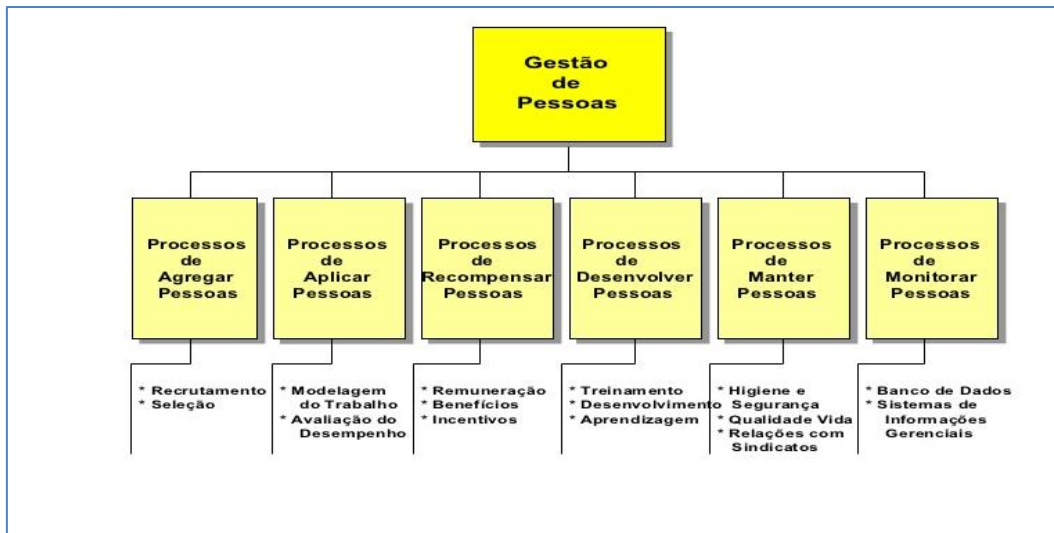 Gestão
de
Pessoas
Processos
de
Agregar
Pessoas
Processos
de
Aplicar
Pessoas
Processos
de
Recompensar
Pessoas
Processos
de
Desenvolver
Pessoas
Processos
de
Manter
Pessoas
Processos
de
Monitorar
Pessoas
* Recrutamento
* Seleção
* Modelagem
do Trabalho
* Avaliação do
Desempenho
* Remuneração
* Benefícios
* Incentivos
* Treinamento
* Desenvolvimento
* Aprendizagem
* Higiene e
Segurança
* Qualidade Vida
* Relações com
Sindicatos
* Banco de Dados
* Sistemas de
Informações
Gerenciais